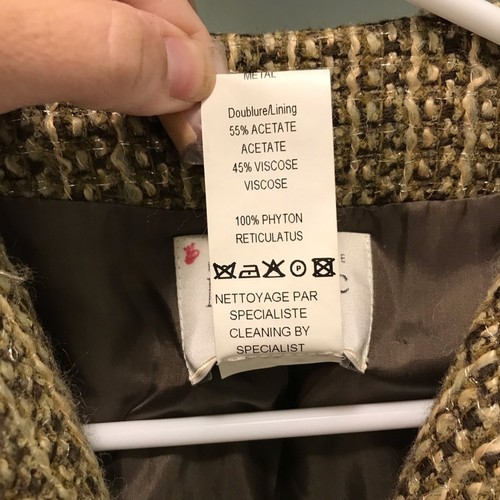 METAL
Doublure/Lining
55% ACETATE
ACETATE
45% VISCOSE
VISCOSE
100% PHYTON
RETICULATUS
P
NETTOYAGE PAR
SPECIALISTE
CLEANING BY
SPECIALIST